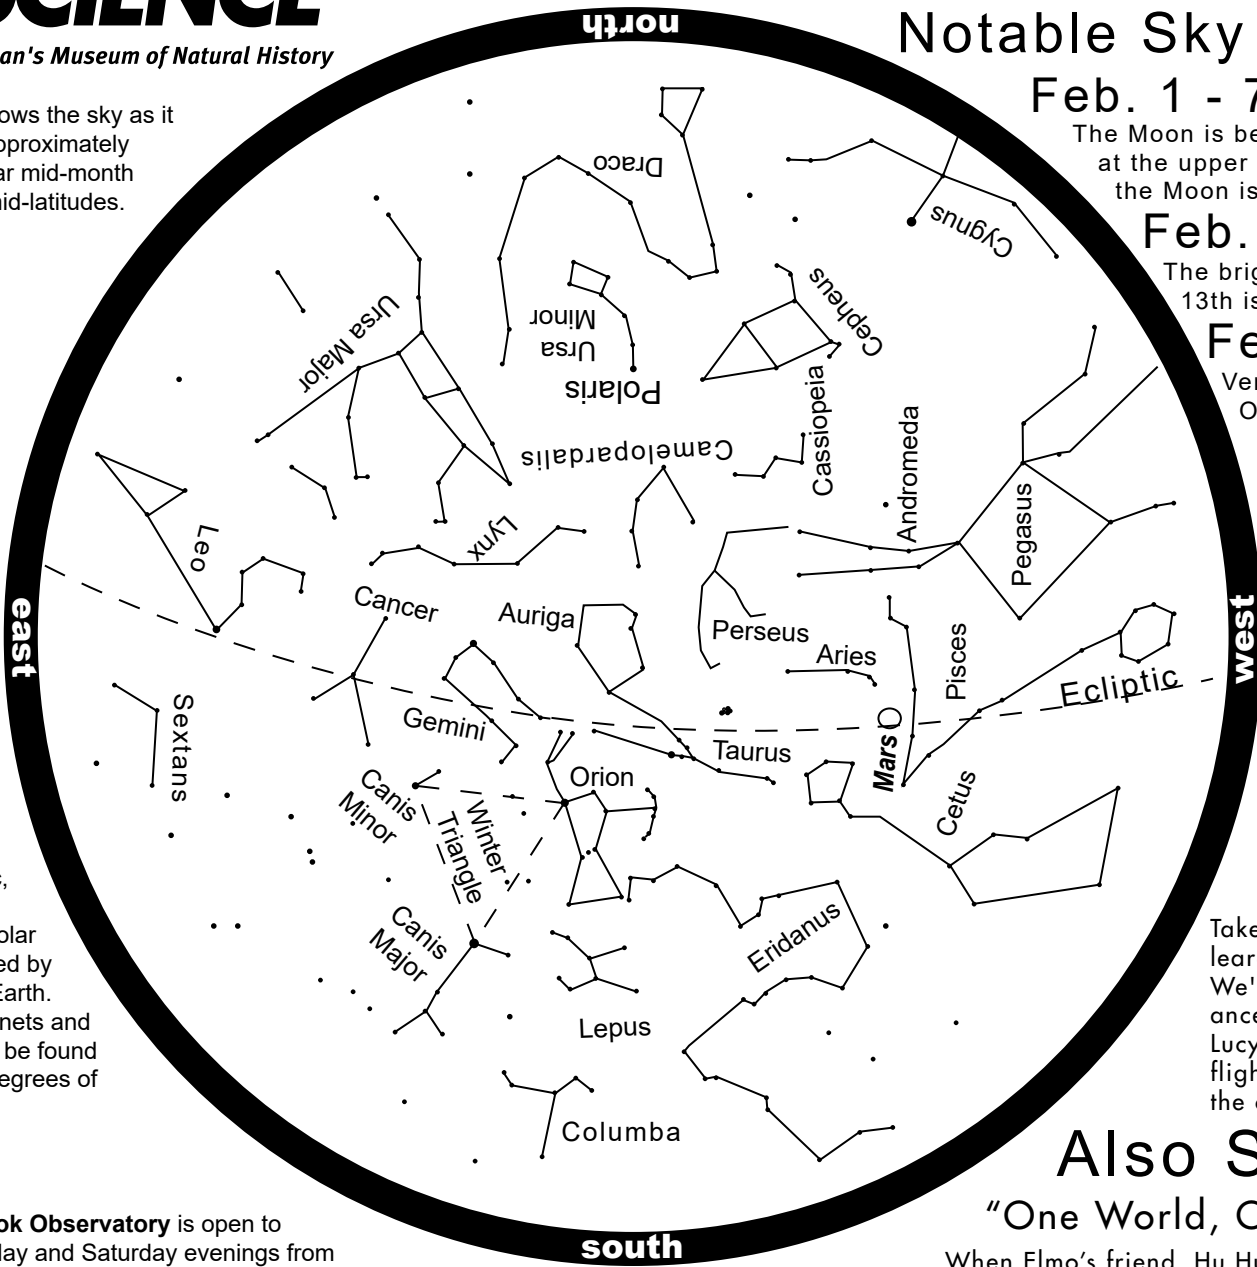 SCIENCE
an's Museum of Natural History
ows the sky as it
pproximately
ar mid-month
id-latitudes.
Notable Sky
Feb. 1 - 7
The Moon is be
at the upper
the Moon is
Feb.
The brig
13th is
Fe
Ver
O
north
Draco
Cygnus
Cepheus
Ursa Major
Ursa
Minor
Polaris
Camelopardalis
Cassiopeia
Andromeda
Pegasus
Leo
Lynx
Cancer
Auriga
Perseus
Aries
Pisces
east
west
Ecliptic
Sextans
Gemini
Taurus
Mars
Orion
Canis
Minor
Winter
Triangle
Cetus
Canis
Major
Eridanus
Lepus
Columba
south
olar
ed by
Earth.
nets and
be found
egrees of
ok Observatory is open to
day and Saturday evenings from
Take
lear
We'
ance
Lucy
fligh
the
Also S
“One World,
When Elmo's friend, Hu Hu